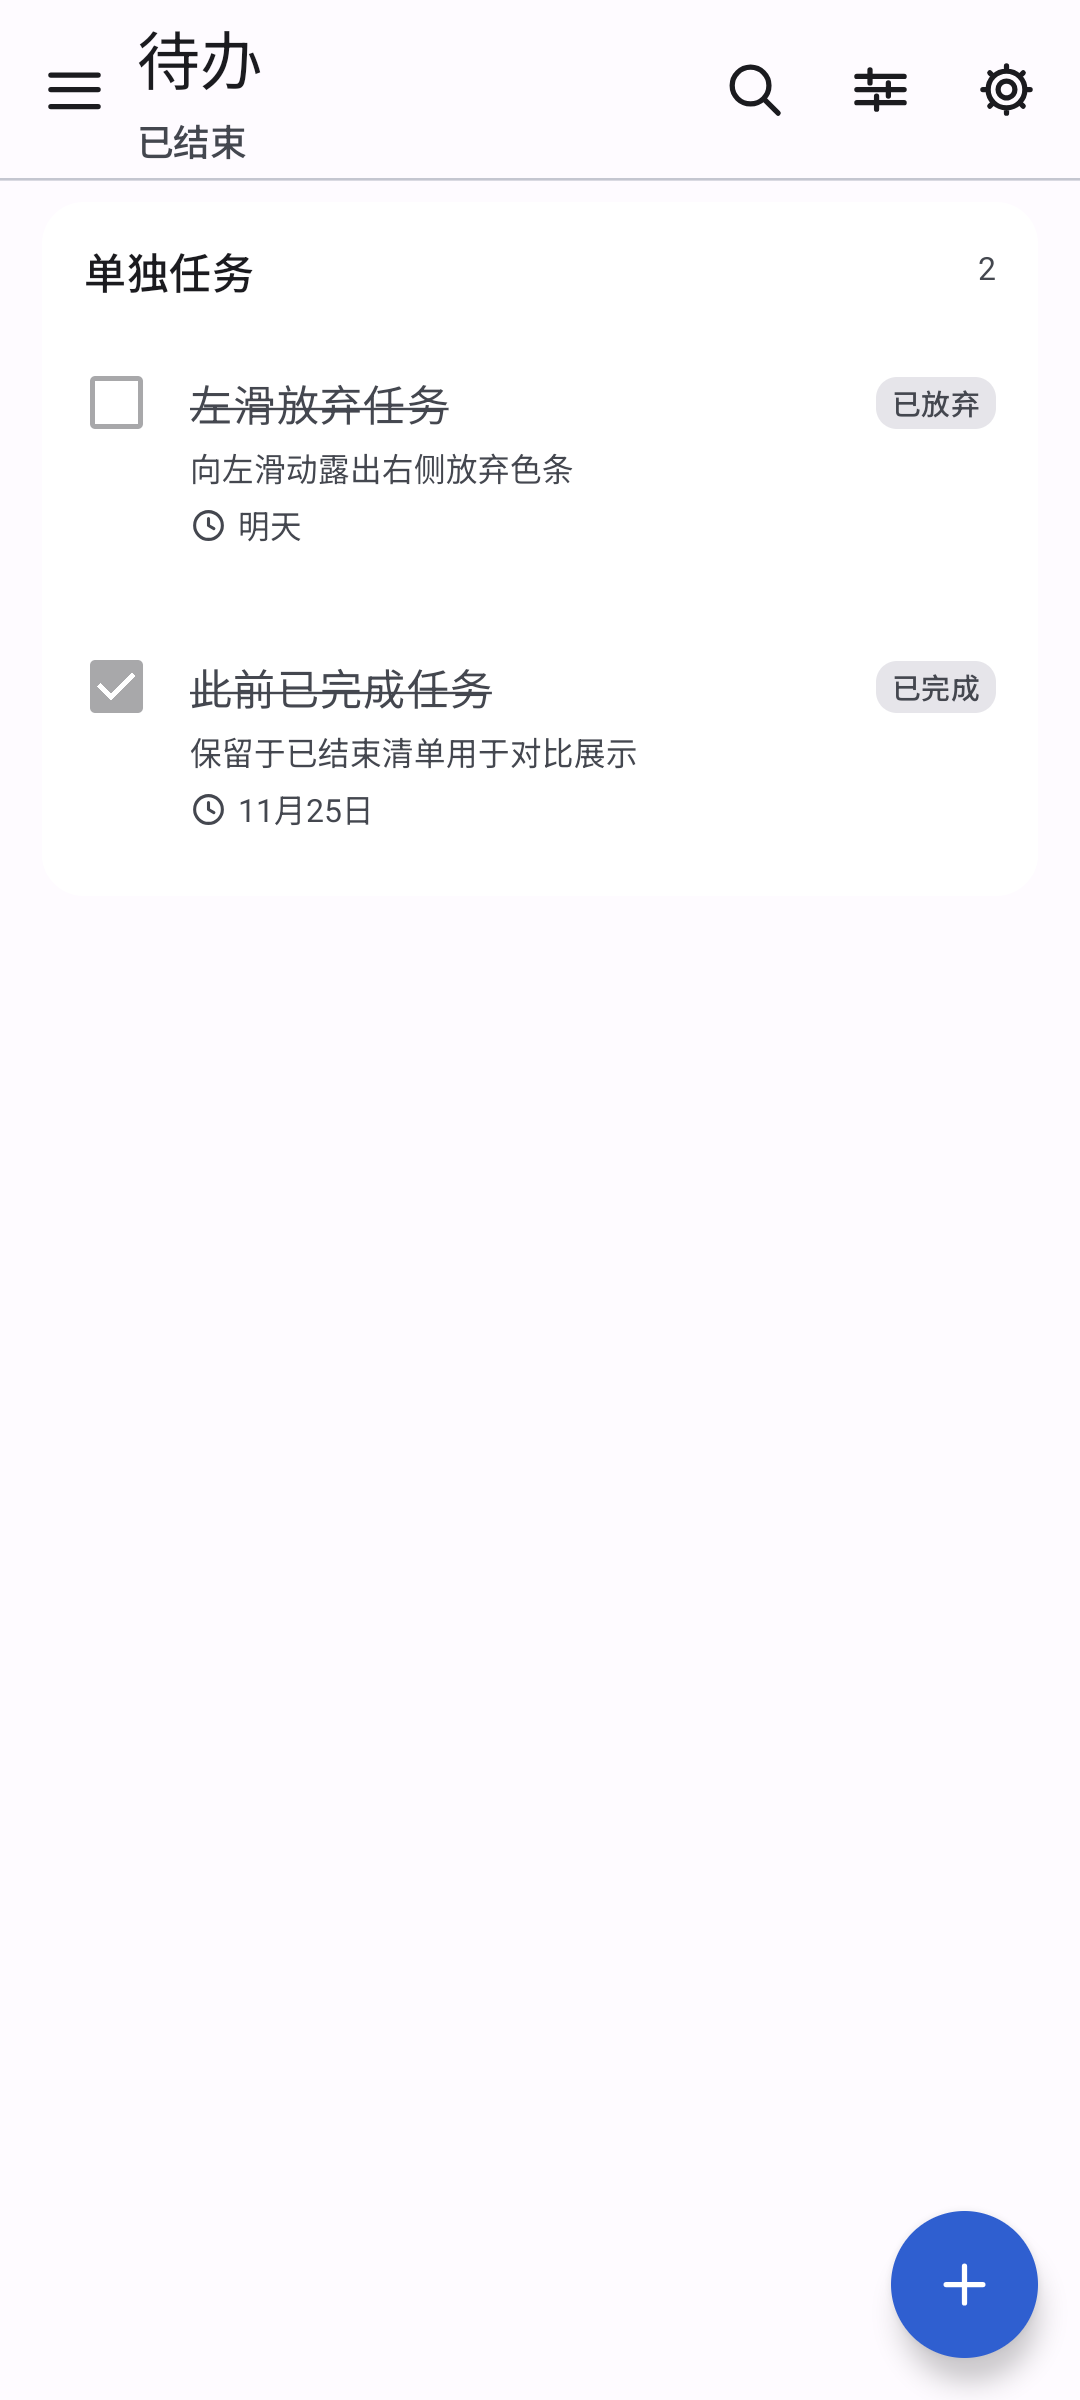 待办
已结束
单独任务
2
左滑放弃任务
已放弃
向左滑动露出右侧放弃色条
明天
此前已完成任务
已完成
保留于已结束清单用于对比展示
11月25日